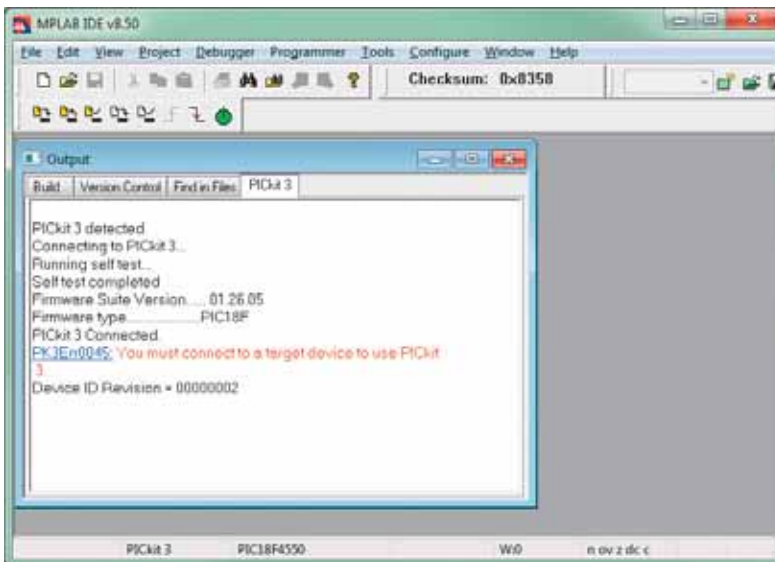 MPLAB IDE v8.50
File Edit View Project Debugger Programmer Tools Configure Window Help
Checksum: 0x8358
Output
Build Version Control Find in Files PICkit 3
PICkit 3 detected
Connecting to PICkit 3...
Running self test...
Self test completed
Firmware Suite Version..... 01.26.05
Firmware type..................PIC18F
PICkit 3 Connected.
PK3Err0045: You must connect to a target device to use PICkit
3.
Device ID Revision = 00000002
PICkit 3 PIC18F4550 W:0 n ov z dc c